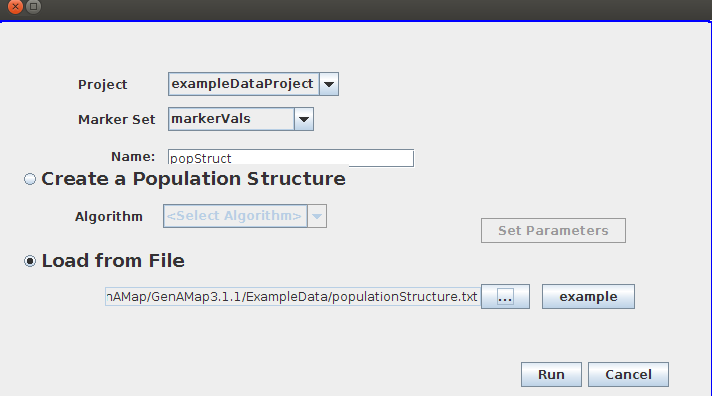 Project exampleDataProject
Marker Set markerVals
Name: popStruct
Create a Population Structure
Algorithm <Select Algorithm>
Set Parameters
Load from File
nAMap/GenAMap3.1.1/ExampleData/populationStructure.txt ... example
Run Cancel